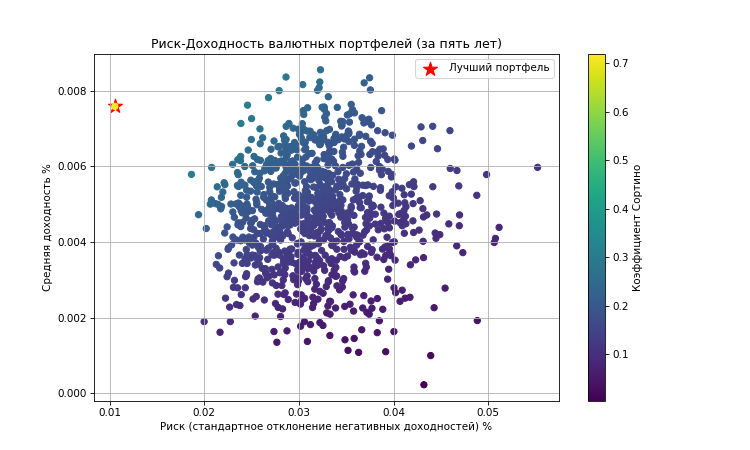 Риск-Доходность валютных портфелей (за пять лет)
Лучший портфель
Средняя доходность %
0.008
0.006
0.004
0.002
0.000
0.01 0.02 0.03 0.04 0.05
Риск (стандартное отклонение негативных доходностей) %
0.7
0.6
0.5
0.4
0.3
0.2
0.1
Коэффициент Сортино